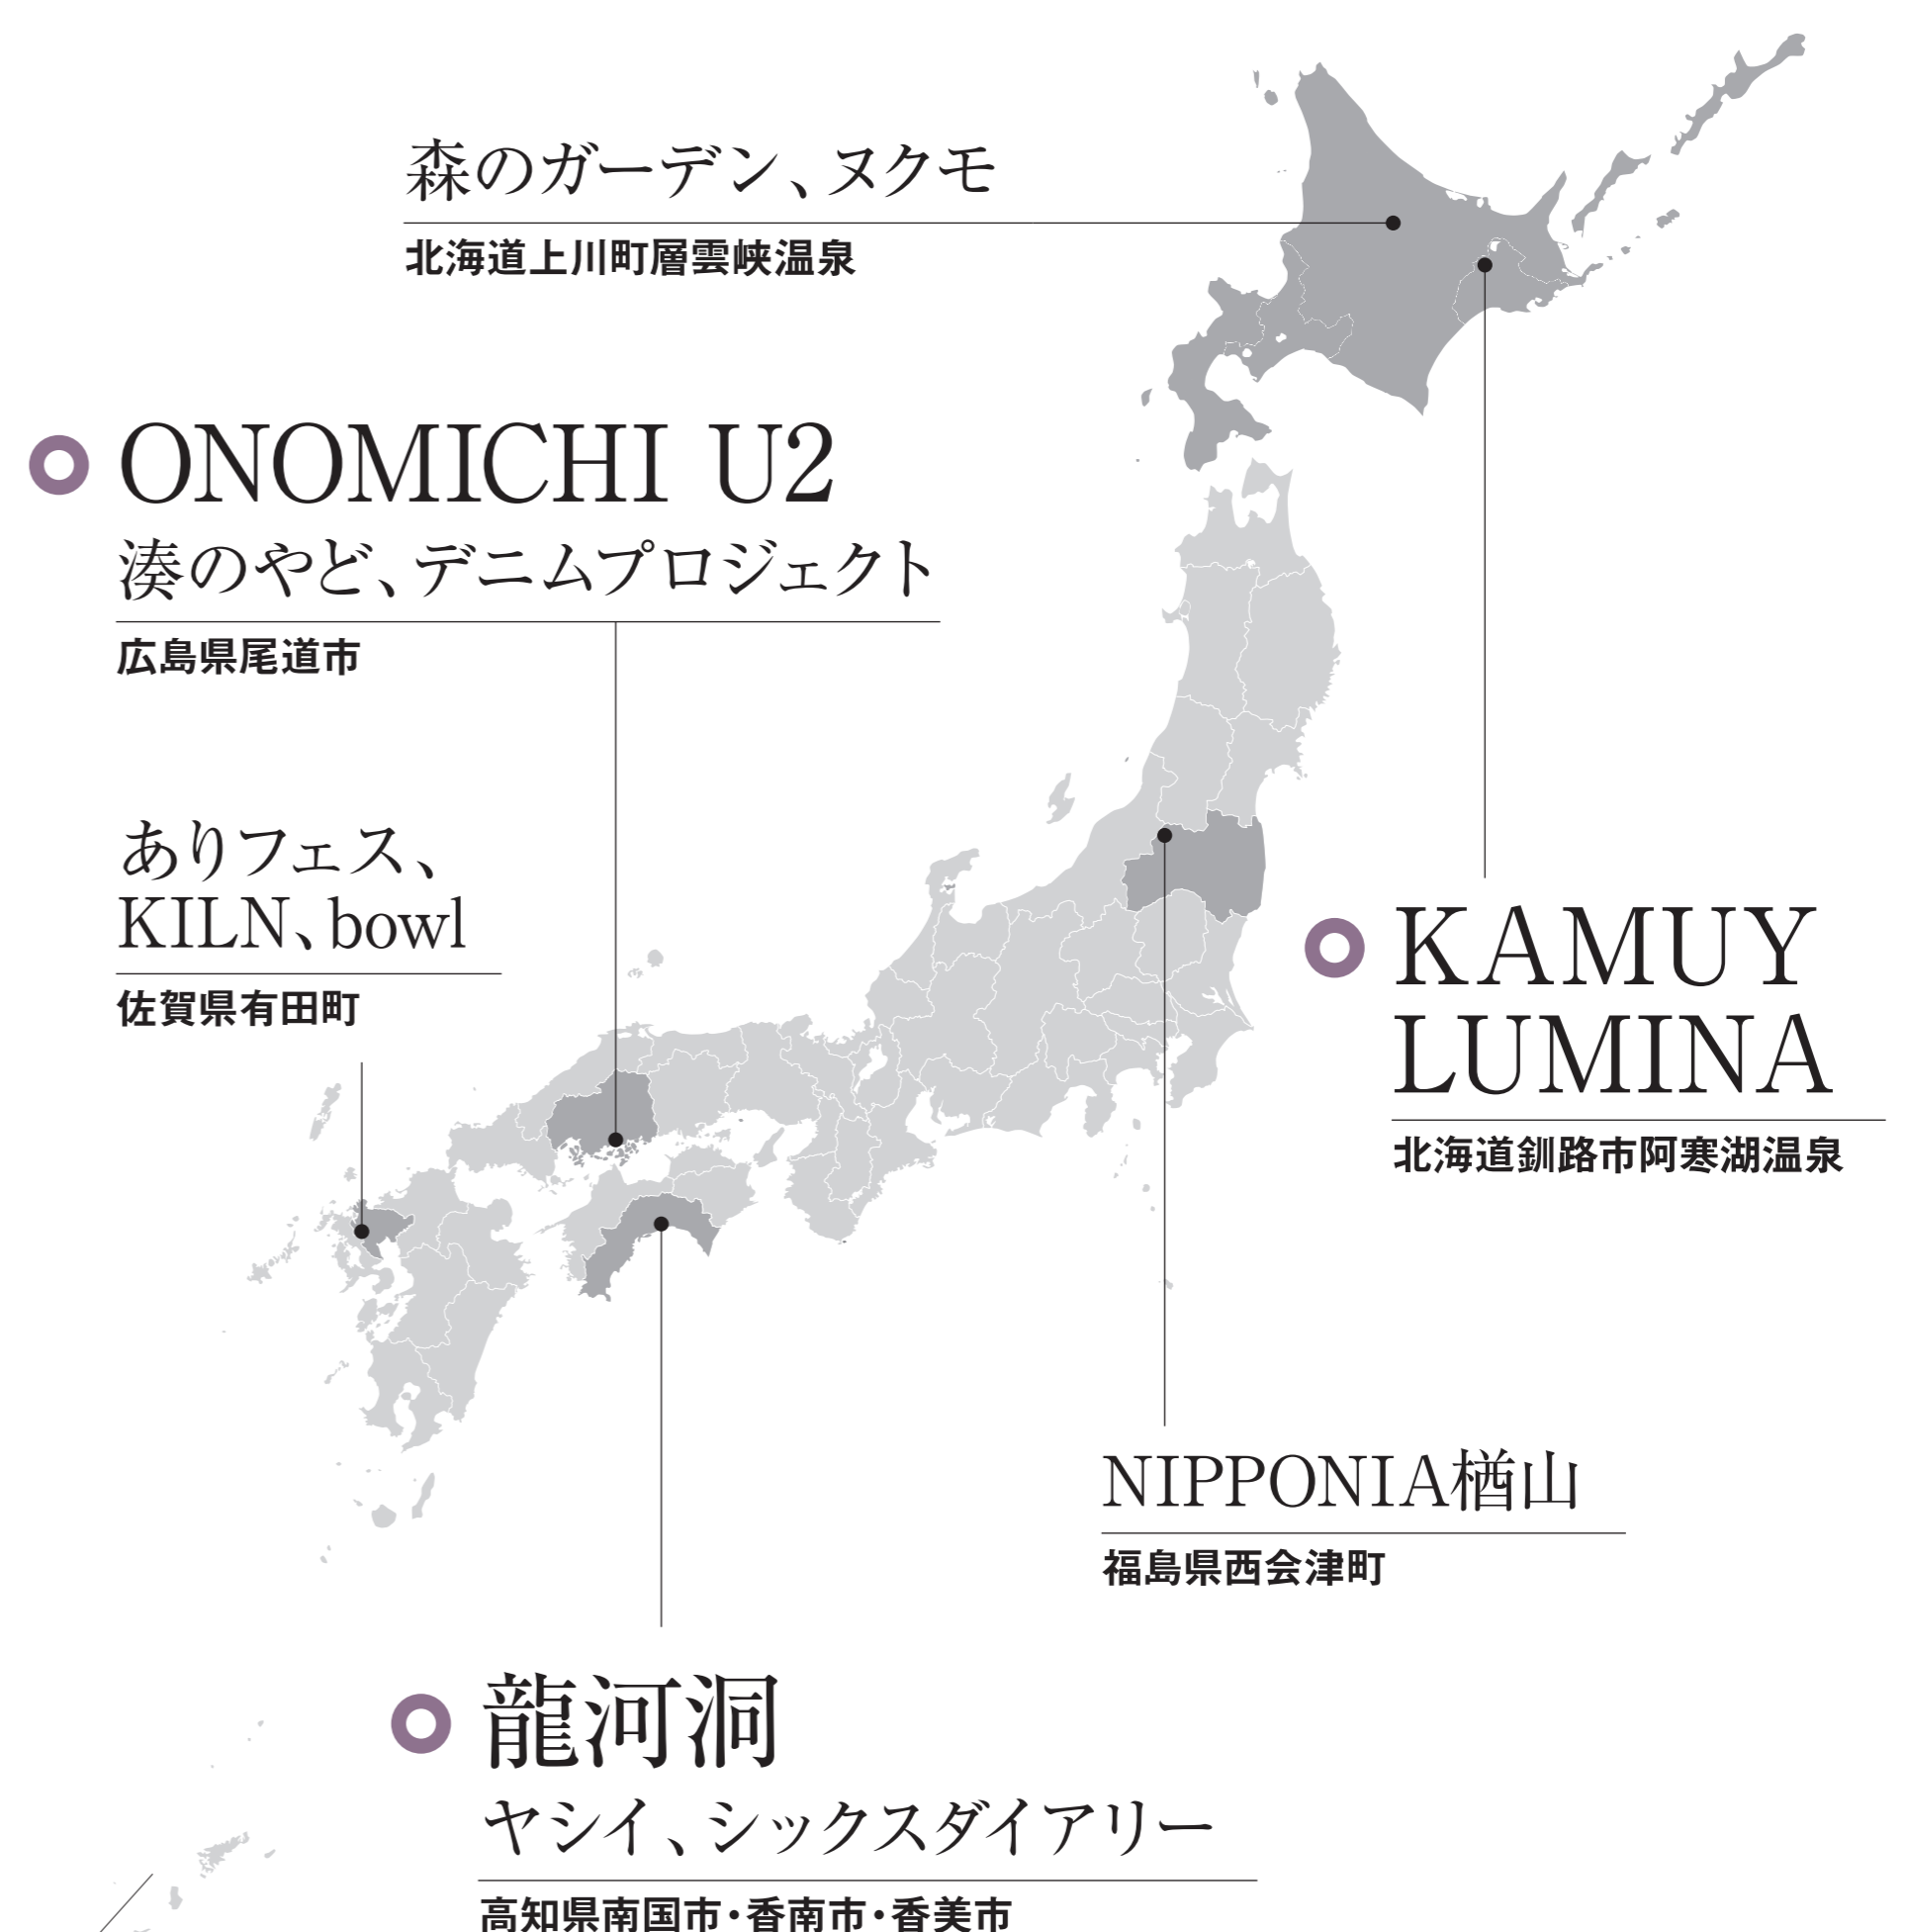 森のガーデン、ヌクモ
北海道上川町層雲峡温泉
ONOMICHI U2
湊のやど、デニムプロジェクト
広島県尾道市
ありフェス、
KILN、bowl
佐賀県有田町
KAMUY
LUMINA
北海道釧路市阿寒湖温泉
NIPPONIA楢山
福島県西会津町
龍河洞
ヤシイ、シックスダイアリー
高知県南国市・香南市・香美市